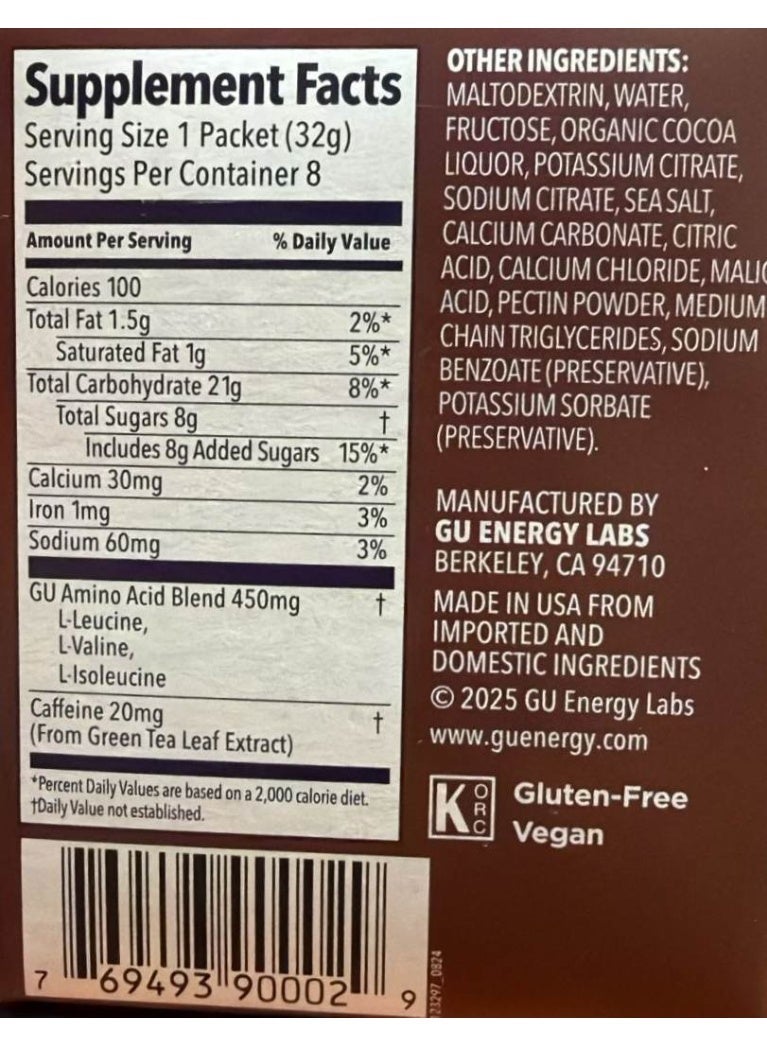 Supplement Facts
Serving Size 1 Packet (32g)
Servings Per Container 8
Amount Per Serving % Daily Value
Calories 100
Total Fat 1.5g 2%*
Saturated Fat 1g 5%*
Total Carbohydrate 21g 8%*
Total Sugars 8g †
Includes 8g Added Sugars 15%*
Calcium 30mg 2%
Iron 1mg 3%
Sodium 60mg 3%
GU Amino Acid Blend 450mg †
L-Leucine,
L-Valine,
L-Isoleucine
Caffeine 20mg †
(From Green Tea Leaf Extract)
*Percent Daily Values are based on a 2,000 calorie diet.
†Daily Value not established.
7 69493 90002 9
123297_0824
OTHER INGREDIENTS:
MALTODEXTRIN, WATER,
FRUCTOSE, ORGANIC COCOA
LIQUOR, POTASSIUM CITRATE,
SODIUM CITRATE, SEA SALT,
CALCIUM CARBONATE, CITRIC
ACID, CALCIUM CHLORIDE, MALIC
ACID, PECTIN POWDER, MEDIUM
CHAIN TRIGLYCERIDES, SODIUM
BENZOATE (PRESERVATIVE),
POTASSIUM SORBATE
(PRESERVATIVE).
MANUFACTURED BY
GU ENERGY LABS
BERKELEY, CA 94710
MADE IN USA FROM
IMPORTED AND
DOMESTIC INGREDIENTS
© 2025 GU Energy Labs
www.guenergy.com
K ORC
Gluten-Free
Vegan